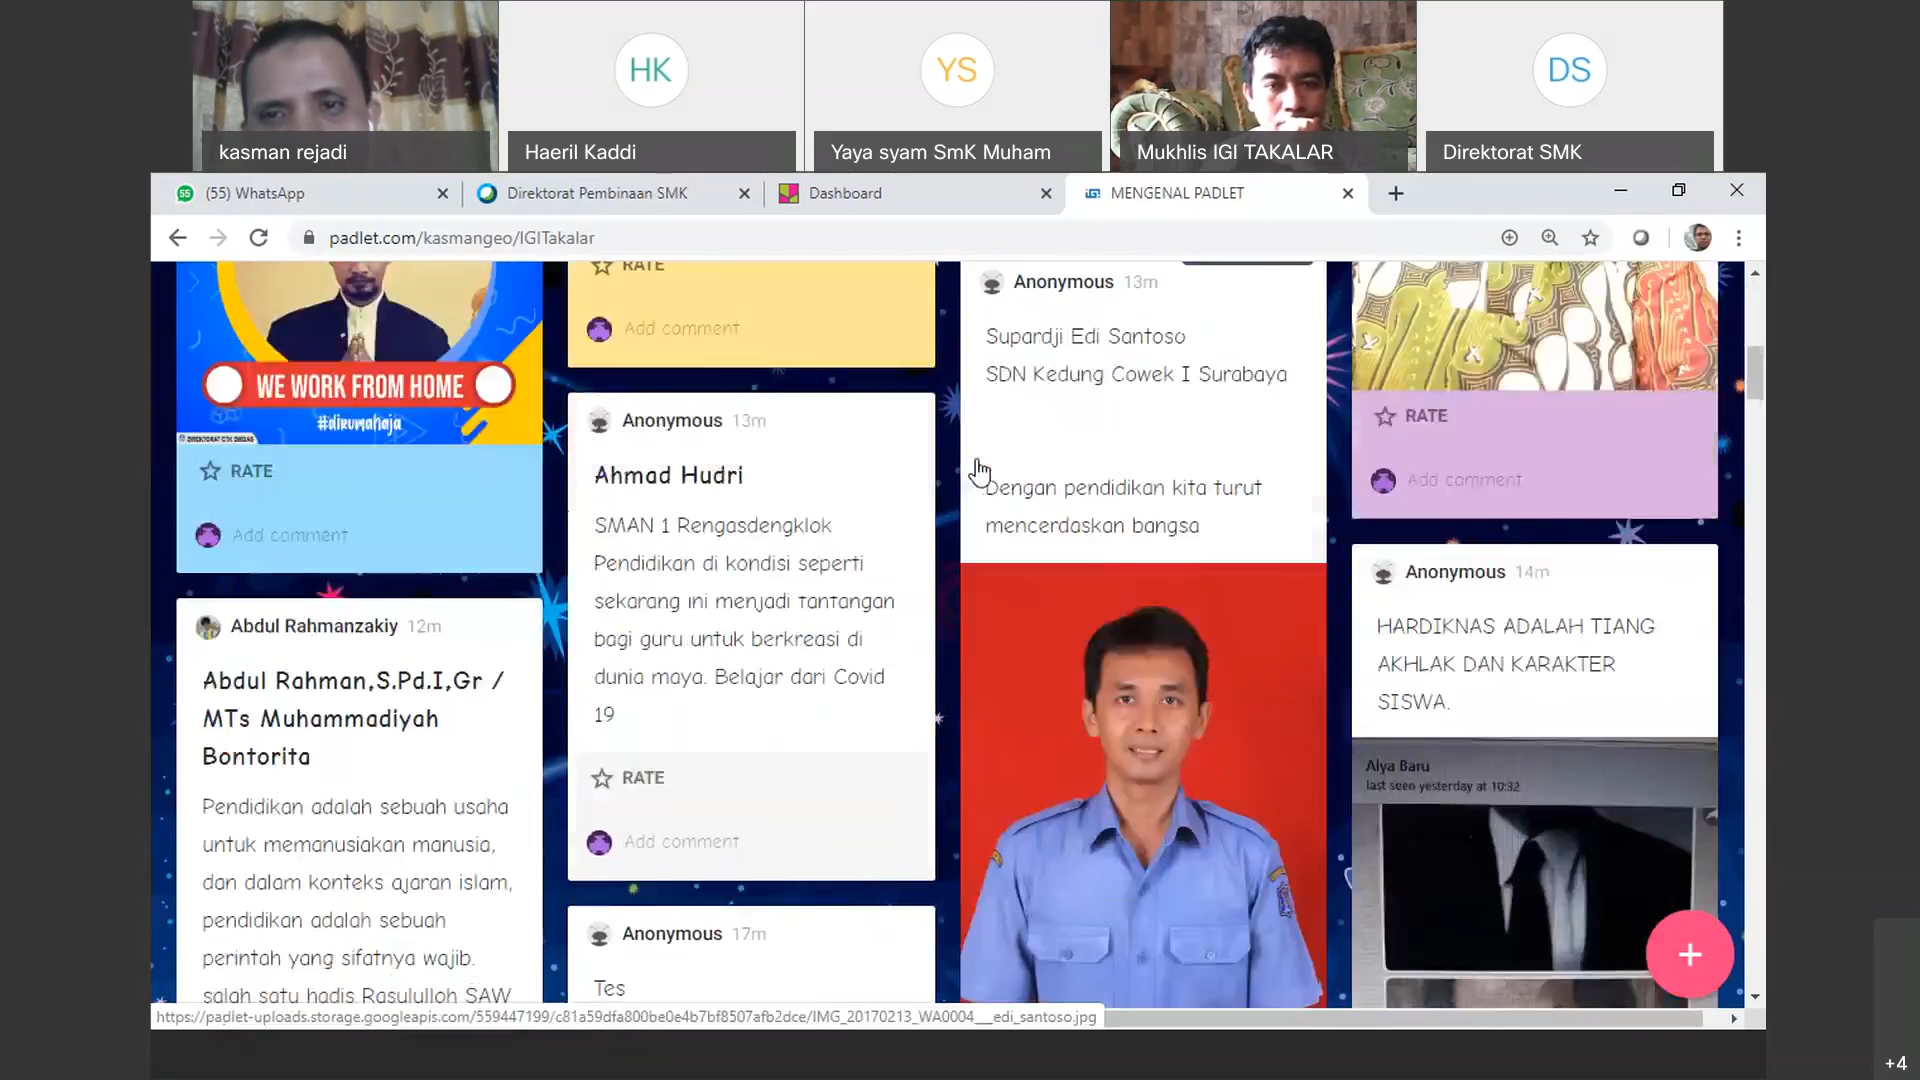 HK
YS
DS
kasman rejadi
Haeril Kaddi
Yaya syam SmK Muham
Mukhlis IGI TAKALAR
Direktorat SMK
55
(55) WhatsApp
Direktorat Pembinaan SMK
Dashboard
MENGENAL PADLET
padlet.com/kasmangeo/IGITakalar
WE WORK FROM HOME
#dirumahaja
RATE
Add comment
Abdul Rahmanzakiy 12m
Abdul Rahman,S.Pd.I,Gr /
MTs Muhammadiyah
Bontorita
Pendidikan adalah sebuah usaha
untuk memanusiakan manusia,
dan dalam konteks ajaran islam,
pendidikan adalah sebuah
perintah yang sifatnya wajib.
salah satu hadis Rasululloh SAW
RATE
Add comment
Anonymous 13m
Ahmad Hudri
SMAN 1 Rengasdengklok
Pendidikan di kondisi seperti
sekarang ini menjadi tantangan
bagi guru untuk berkreasi di
dunia maya. Belajar dari Covid
19
RATE
Add comment
Anonymous 17m
Tes
Anonymous 13m
Supardji Edi Santoso
SDN Kedung Cowek I Surabaya
Dengan pendidikan kita turut
mencerdaskan bangsa
RATE
Add comment
Anonymous 14m
HARDIKNAS ADALAH TIANG
AKHLAK DAN KARAKTER
SISWA.
Alya Baru
last seen yesterday at 10:32
https://padlet-uploads.storage.googleapis.com/559447199/c81a59dfa800be0e4b7bf8507afb2dce/IMG_20170213_WA0004___edi_santoso.jpg
+4